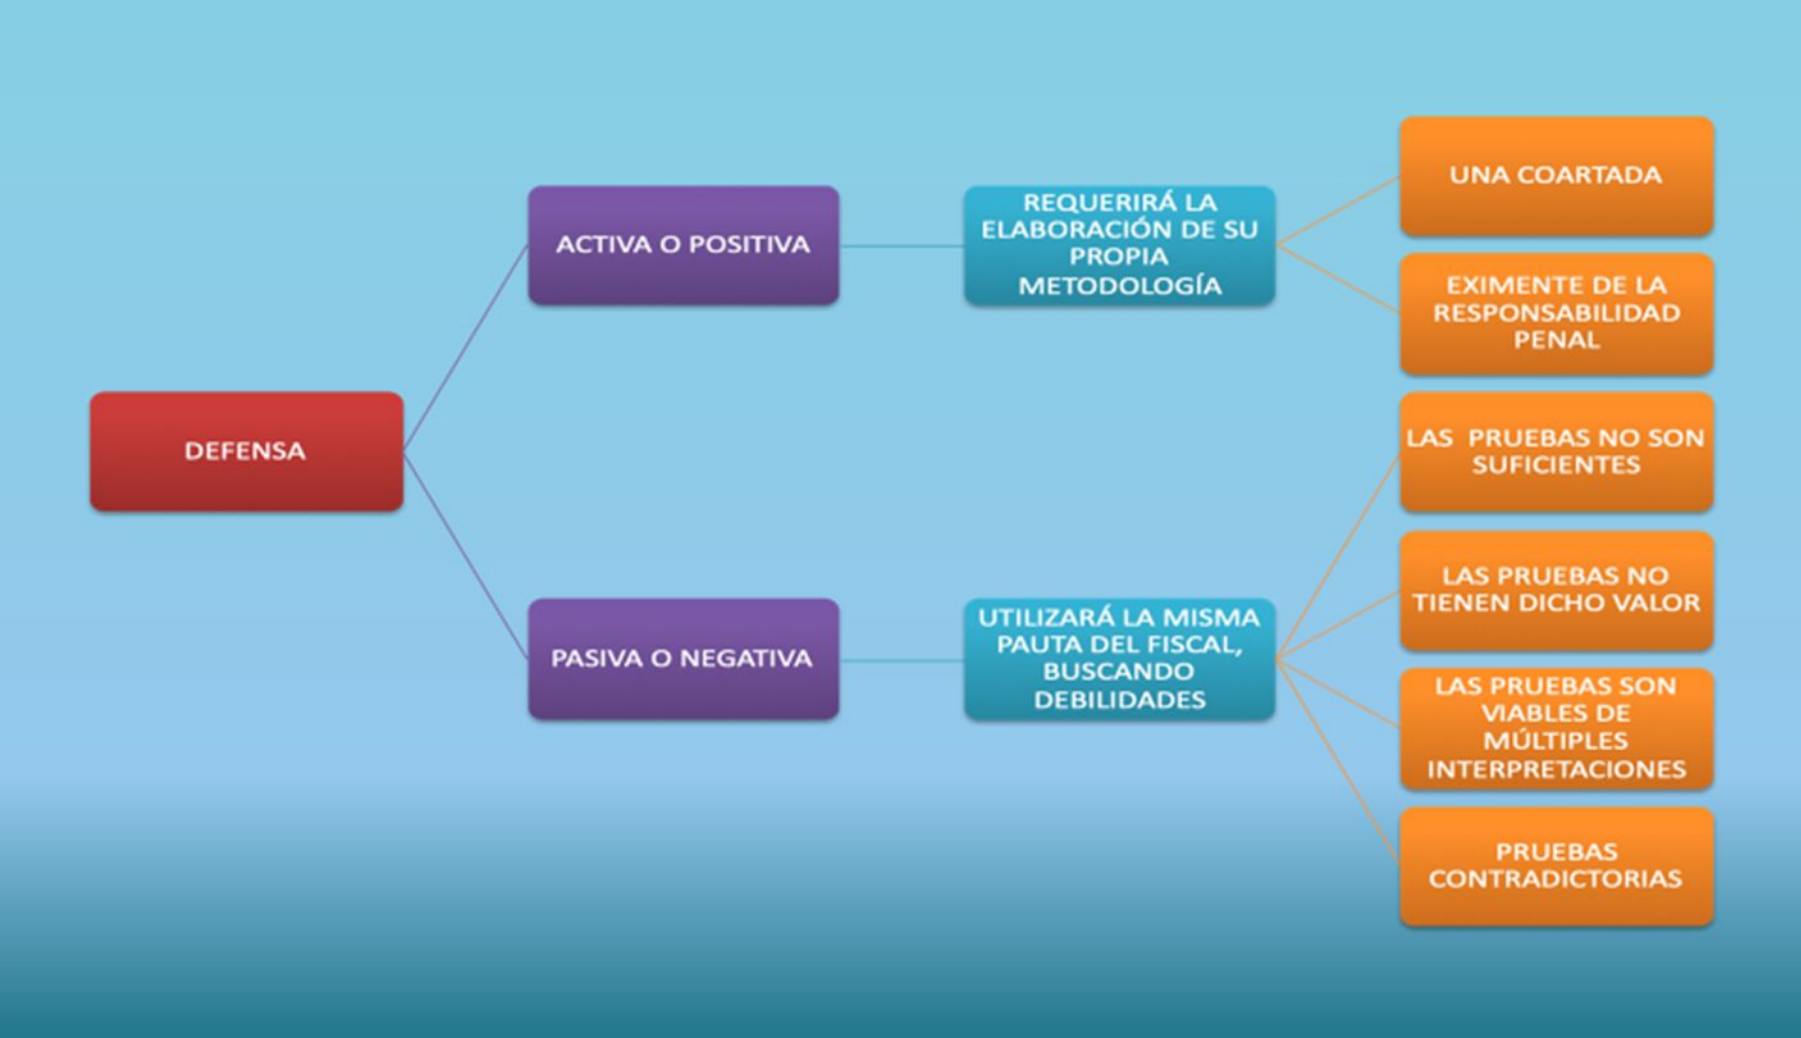 DEFENSA
ACTIVA O POSITIVA
REQUERIRÁ LA
ELABORACIÓN DE SU
PROPIA
METODOLOGÍA
UNA COARTADA
EXIMENTE DE LA
RESPONSABILIDAD
PENAL
PASIVA O NEGATIVA
UTILIZARÁ LA MISMA
PAUTA DEL FISCAL,
BUSCANDO
DEBILIDADES
LAS PRUEBAS NO SON
SUFICIENTES
LAS PRUEBAS NO
TIENEN DICHO VALOR
LAS PRUEBAS SON
VIABLES DE
MÚLTIPLES
INTERPRETACIONES
PRUEBAS
CONTRADICTORIAS